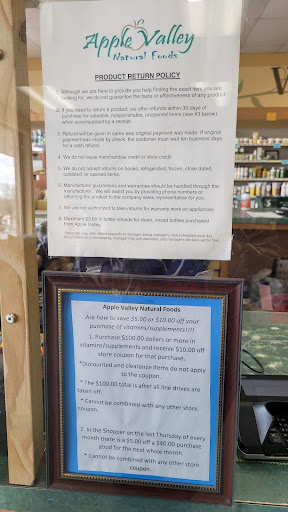 Apple Valley
Natural Foods
PRODUCT RETURN POLICY
1. Although we are here to provide you help finding the exact item you are
looking for, we do not guarantee the taste or effectiveness of any product.
2. If you need to return a product, we offer refunds within 30 days of
purchase for saleable, nonperishable, unopened items (see #3 below)
when accompanied by a receipt.
3. Refund will be given in same way original payment was made. If original
payment was made by check, the customer must wait ten business days
for a cash refund.
4. We do not issue merchandise credit or store credit.
5. We do not accept returns on books, refrigerated, frozen, close dated,
outdated, or opened items.
6. Manufacturer guarantees and warranties should be handled through the
manufacturer. We will assist you by providing phone numbers or
returning the product to the company sales representative for you.
7. We are not authorized to take returns for warranty work on appliances.
8. Maximum $5.00 in bottle refunds for clean, rinsed bottles purchased
from Apple Valley.
Apple Valley Natural Foods
Ask how to save $5.00 or $10.00 off your
purchase of vitamins/supplements!!!!
1. Purchase $100.00 dollars or more in
vitamins/supplements and receive $10.00 off
store coupon for that purchase.
*Discounted and clearance items do not apply
to the coupon.
* The $100.00 total is after all line drives are
taken off.
* Cannot be combined with any other store
coupon.
2. In the Shopper on the last Thursday of every
month there is a $5.00 off a $40.00 purchase
good for the next whole month.
* Cannot be combined with any other store
coupon.